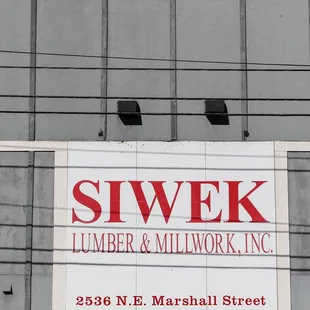 SIWEK
LUMBER & MILLWORK, INC.
2536 N.E. Marshall Street